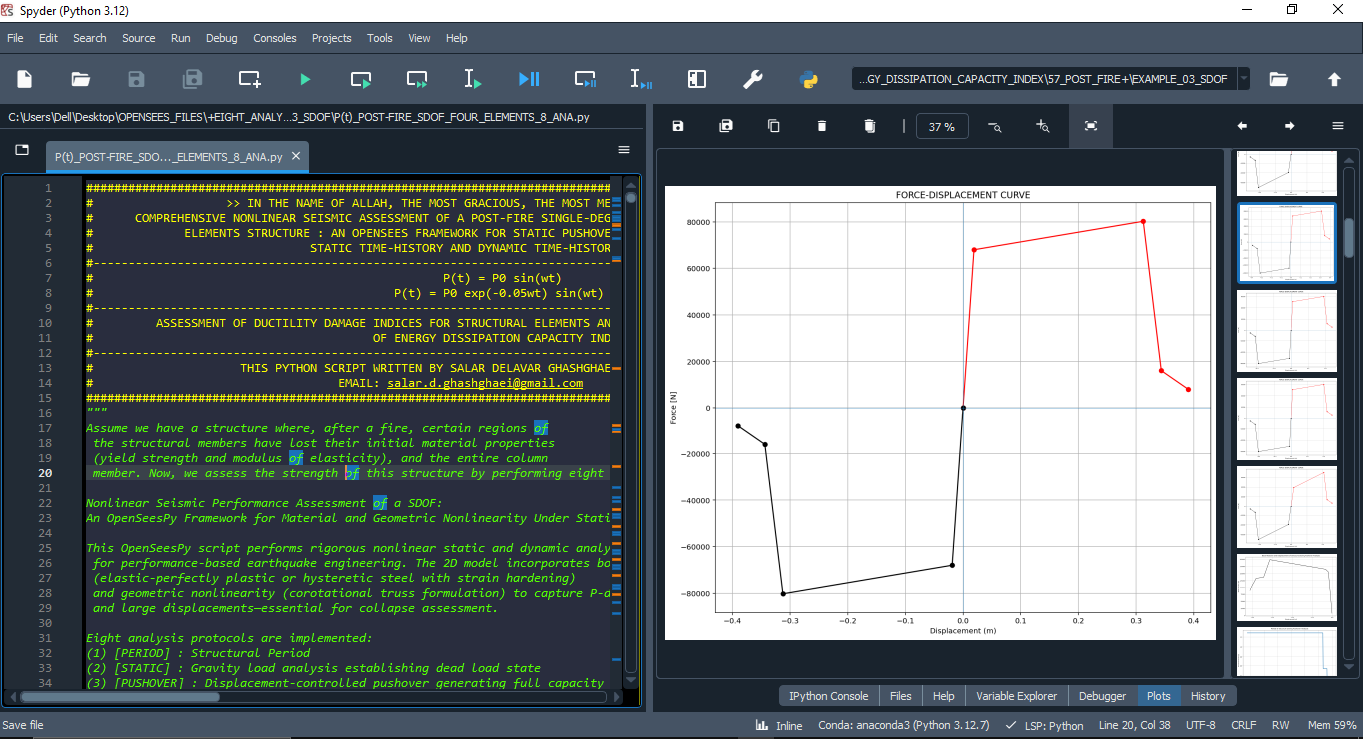 Spyder (Python 3.12)
File Edit Search Source Run Debug Consoles Projects Tools View Help
...GY_DISSIPATION_CAPACITY_INDEX\57_POST_FIRE+\EXAMPLE_03_SDOF
C:\Users\Dell\Desktop\OPENSEES_FILES\+EIGHT_ANALY...3_SDOF\P(t)_POST-FIRE_SDOF_FOUR_ELEMENTS_8_ANA.py
P(t)_POST-FIRE_SDO..._ELEMENTS_8_ANA.py
1 ##########################################################################
2 # >> IN THE NAME OF ALLAH, THE MOST GRACIOUS, THE MOST ME
3 # COMPREHENSIVE NONLINEAR SEISMIC ASSESSMENT OF A POST-FIRE SINGLE-DEG
4 # ELEMENTS STRUCTURE : AN OPENSEES FRAMEWORK FOR STATIC PUSHOVE
5 # STATIC TIME-HISTORY AND DYNAMIC TIME-HISTOR
6 #--------------------------------------------------------------------------
7 # P(t) = P0 sin(wt)
8 # P(t) = P0 exp(-0.05wt) sin(wt)
9 #--------------------------------------------------------------------------
10 # ASSESSMENT OF DUCTILITY DAMAGE INDICES FOR STRUCTURAL ELEMENTS AN
11 # OF ENERGY DISSIPATION CAPACITY IND
12 #--------------------------------------------------------------------------
13 # THIS PYTHON SCRIPT WRITTEN BY SALAR DELAVAR GHASHGHAE
14 # EMAIL: salar.d.ghashghaei@gmail.com
15 ##########################################################################
16 """
17 Assume we have a structure where, after a fire, certain regions of
18 the structural members have lost their initial material properties
19 (yield strength and modulus of elasticity), and the entire column
20 member. Now, we assess the strength of this structure by performing eight
21
22 Nonlinear Seismic Performance Assessment of a SDOF:
23 An OpenSeesPy Framework for Material and Geometric Nonlinearity Under Stati
24
25 This OpenSeesPy script performs rigorous nonlinear static and dynamic analy
26 for performance-based earthquake engineering. The 2D model incorporates bo
27 (elastic-perfectly plastic or hysteretic steel with strain hardening)
28 and geometric nonlinearity (corotational truss formulation) to capture P-d
29 and large displacements—essential for collapse assessment.
30
31 Eight analysis protocols are implemented:
32 (1) [PERIOD] : Structural Period
33 (2) [STATIC] : Gravity load analysis establishing dead load state
34 (3) [PUSHOVER] : Displacement-controlled pushover generating full capacity
37 %
FORCE-DISPLACEMENT CURVE
80000
60000
40000
20000
0
−20000
−40000
−60000
−80000
Force [N]
−0.4 −0.3 −0.2 −0.1 0.0 0.1 0.2 0.3 0.4
Displacement (m)
IPython Console Files Help Variable Explorer Debugger Plots History
Save file Inline Conda: anaconda3 (Python 3.12.7) LSP: Python Line 20, Col 38 UTF-8 CRLF RW Mem 59%